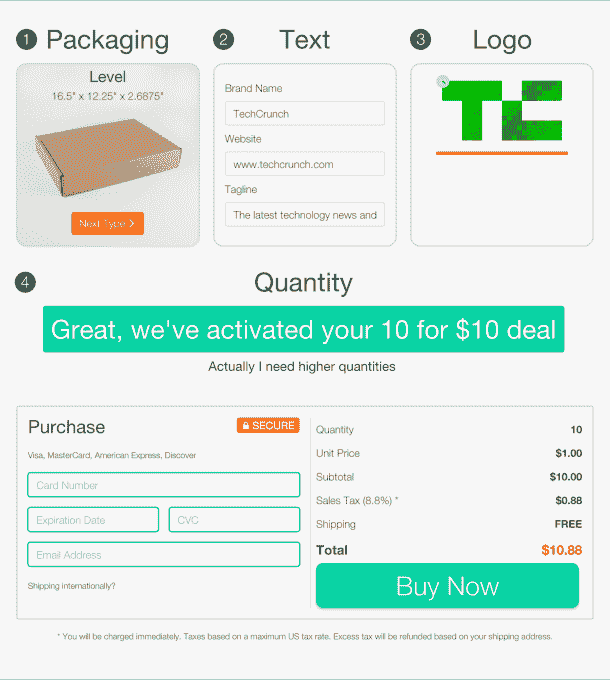 1 Packaging
Level
16.5" x 12.25" x 2.6875"
Next Type >
2 Text
Brand Name
TechCrunch
Website
www.techcrunch.com
Tagline
The latest technology news and
3 Logo
TC
4 Quantity
Great, we've activated your 10 for $10 deal
Actually I need higher quantities
Purchase
SECURE
Visa, MasterCard, American Express, Discover
Card Number
Expiration Date CVC
Email Address
Shipping internationally?
Quantity 10
Unit Price $1.00
Subtotal $10.00
Sales Tax (8.8%) * $0.88
Shipping FREE
Total $10.88
Buy Now
* You will be charged immediately. Taxes based on a maximum US tax rate. Excess tax will be refunded based on your shipping address.